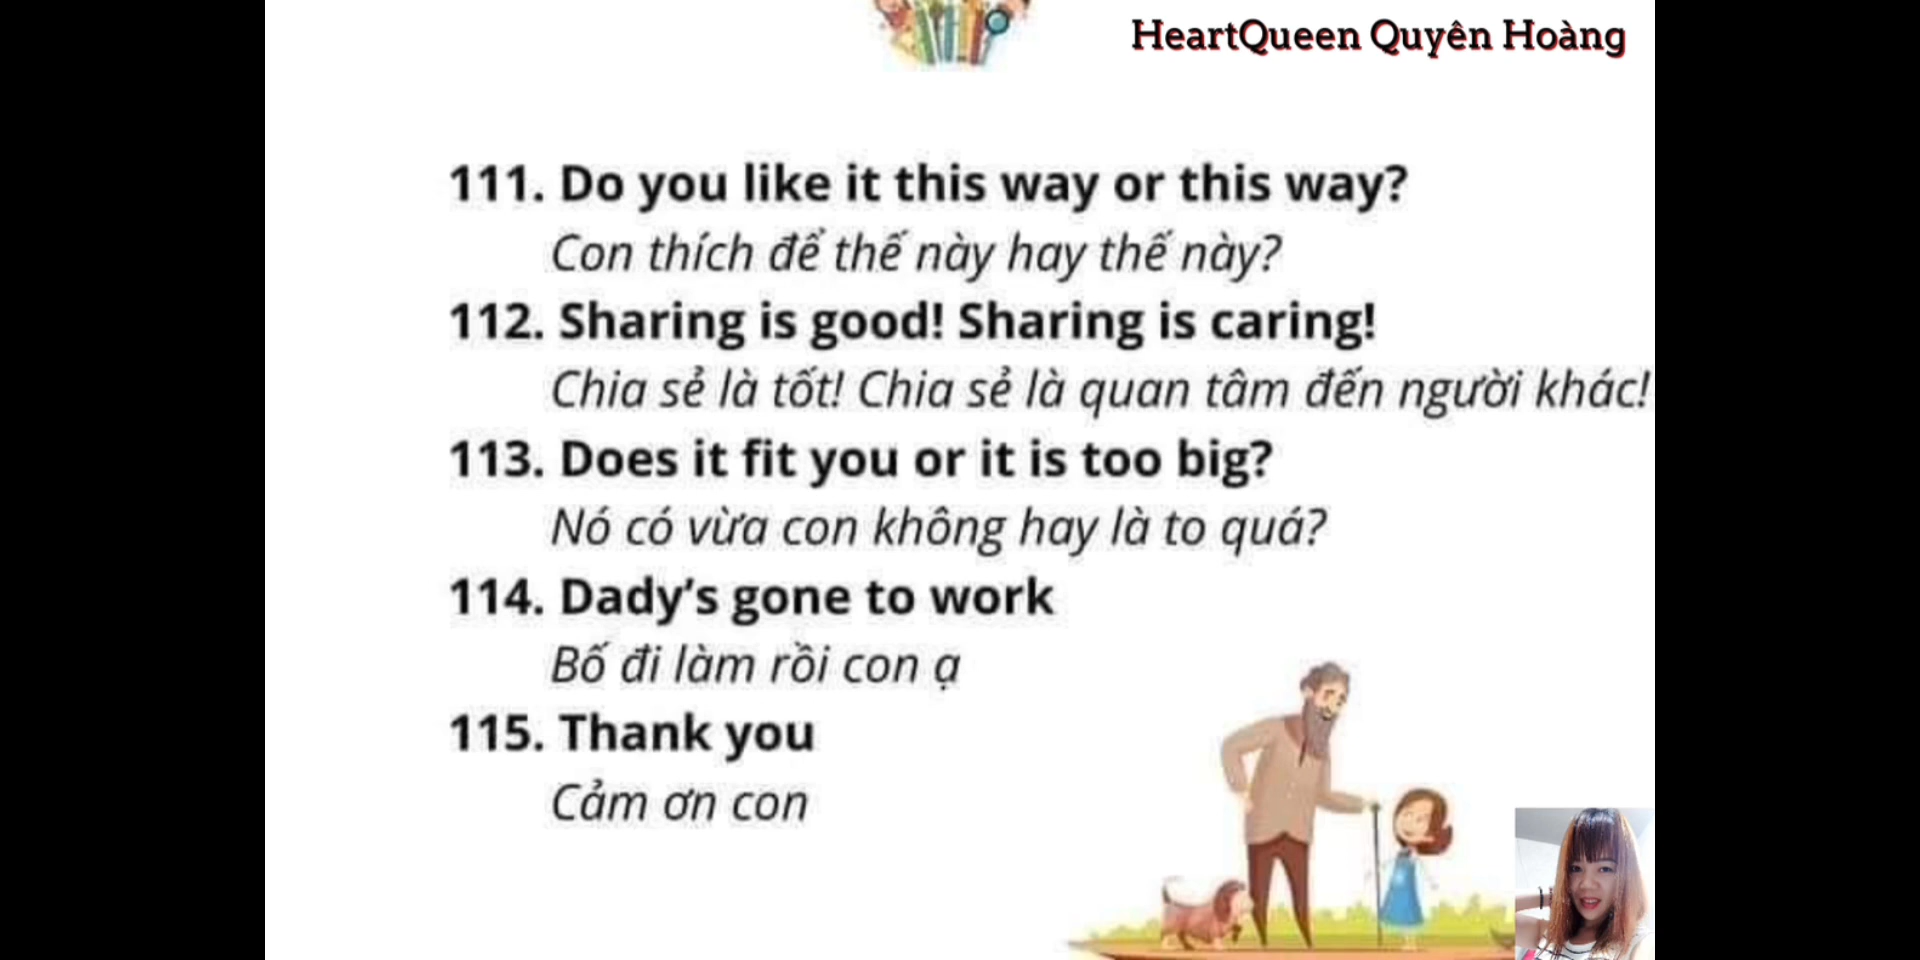 HeartQueen Quyên Hoàng
111. Do you like it this way or this way?
Con thích để thế này hay thế này?
112. Sharing is good! Sharing is caring!
Chia sẻ là tốt! Chia sẻ là quan tâm đến người khác!
113. Does it fit you or it is too big?
Nó có vừa con không hay là to quá?
114. Dady's gone to work
Bố đi làm rồi con ạ
115. Thank you
Cảm ơn con